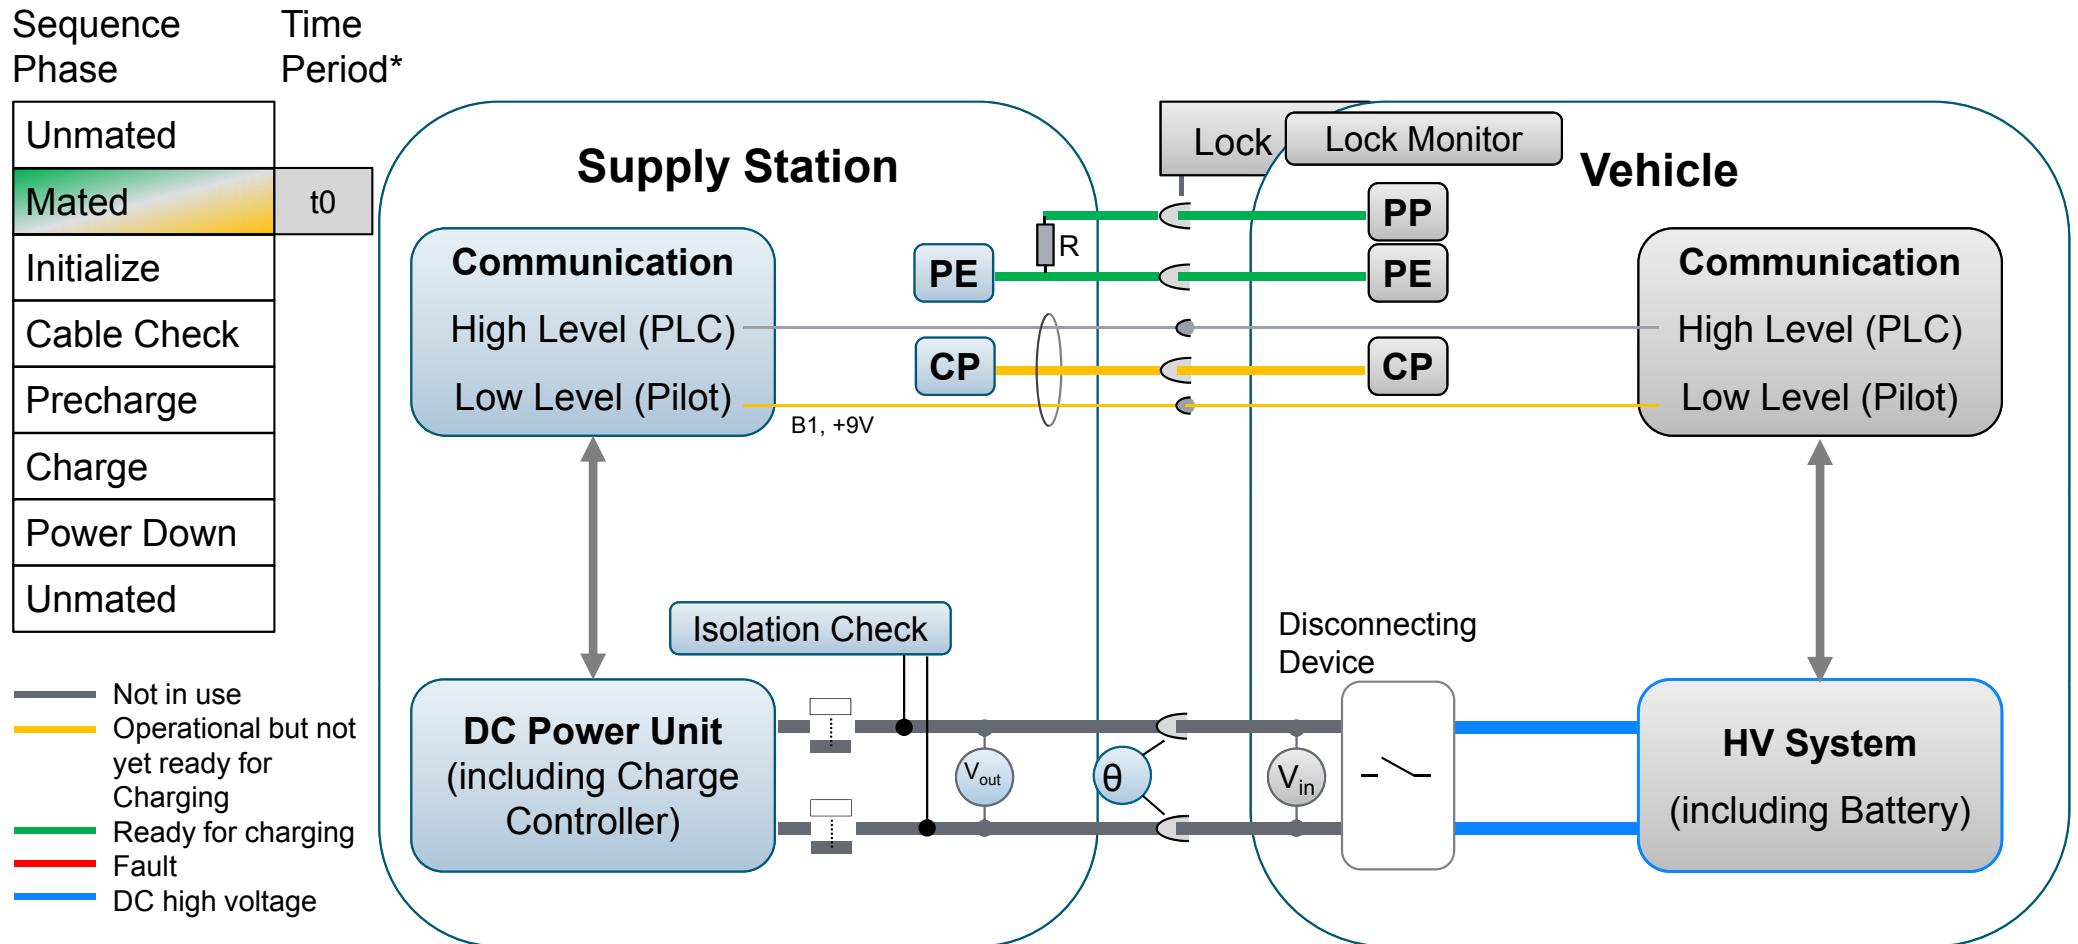 Sequence
Phase
Time
Period*
Unmated
Mated
t0
Initialize
Cable Check
Precharge
Charge
Power Down
Unmated
Not in use
Operational but not
yet ready for
Charging
Ready for charging
Fault
DC high voltage
Supply Station
Communication
High Level (PLC)
Low Level (Pilot)
B1, +9V
PE
CP
R
Isolation Check
DC Power Unit
(including Charge
Controller)
Vout
θ
Lock
Lock Monitor
Vehicle
PP
PE
CP
Communication
High Level (PLC)
Low Level (Pilot)
Disconnecting
Device
Vin
HV System
(including Battery)